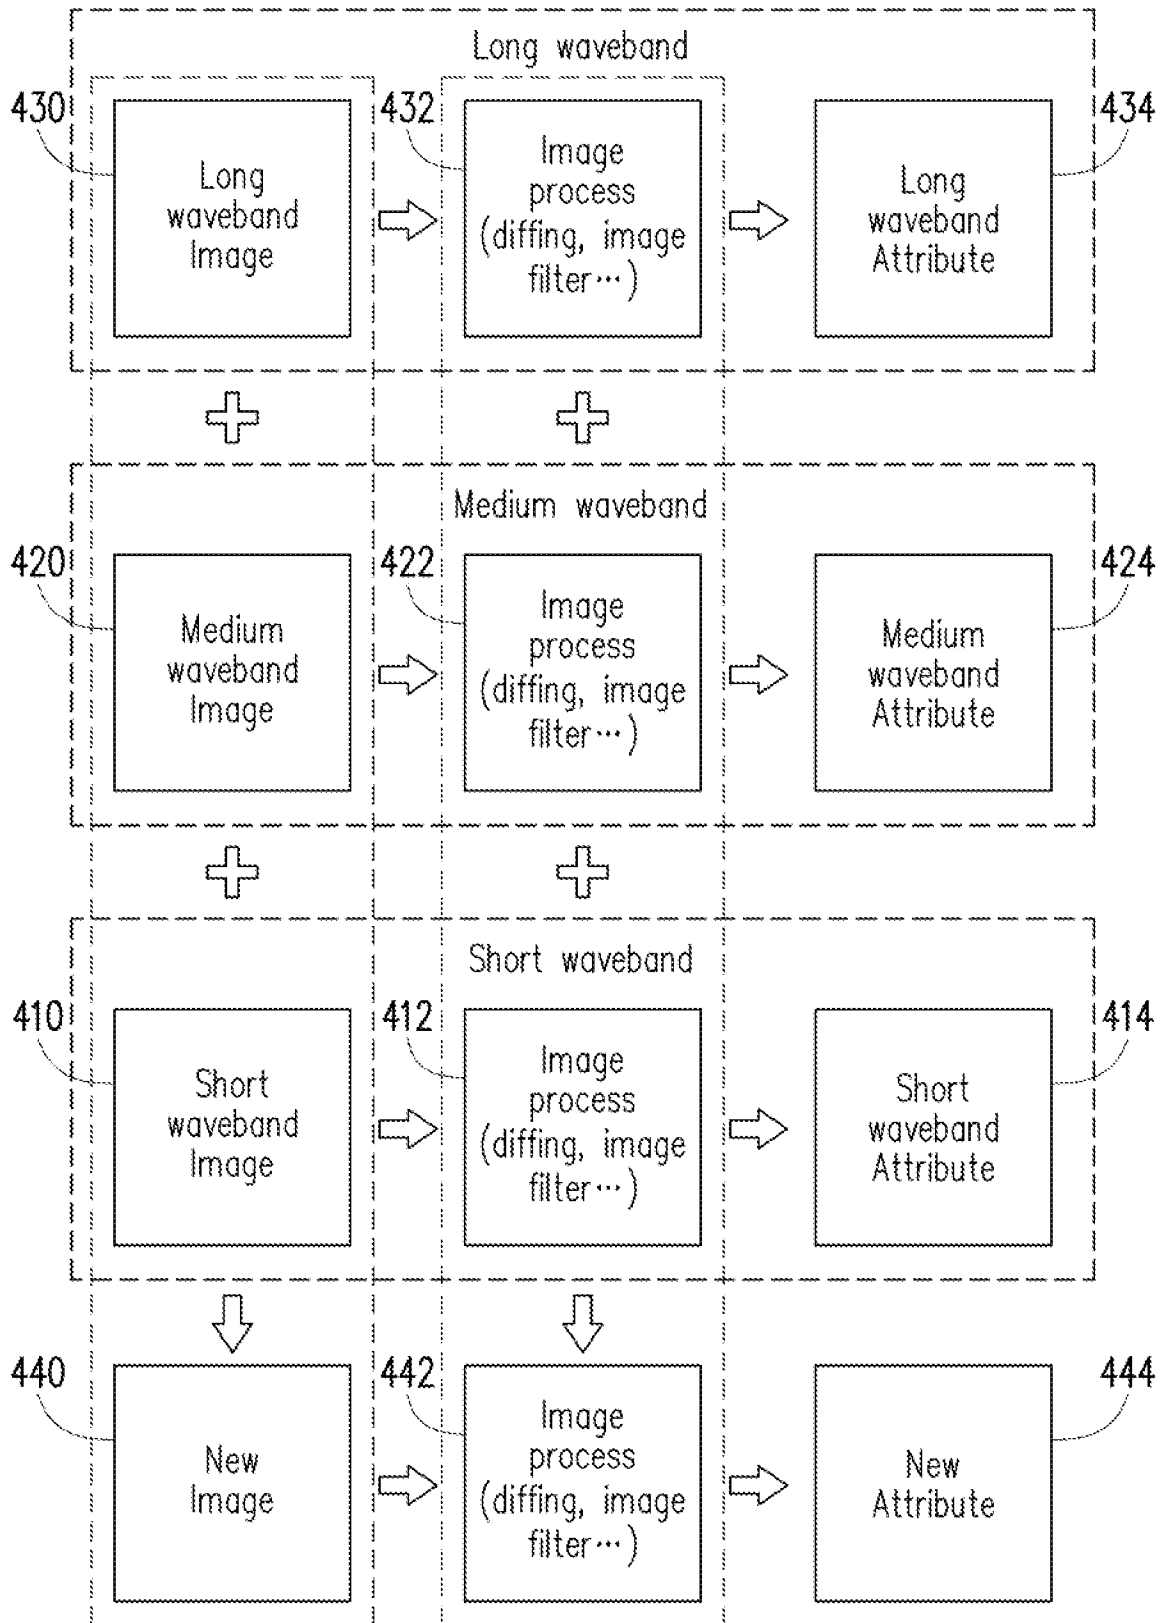 Long waveband
430
432
434
Long
waveband
Image
Image
process
(diffing, image
filter⋯)
Long
waveband
Attribute
Medium waveband
420
422
424
Medium
waveband
Image
Image
process
(diffing, image
filter⋯)
Medium
waveband
Attribute
Short waveband
410
412
414
Short
waveband
Image
Image
process
(diffing, image
filter⋯)
Short
waveband
Attribute
440
442
444
New
Image
Image
process
(diffing, image
filter⋯)
New
Attribute